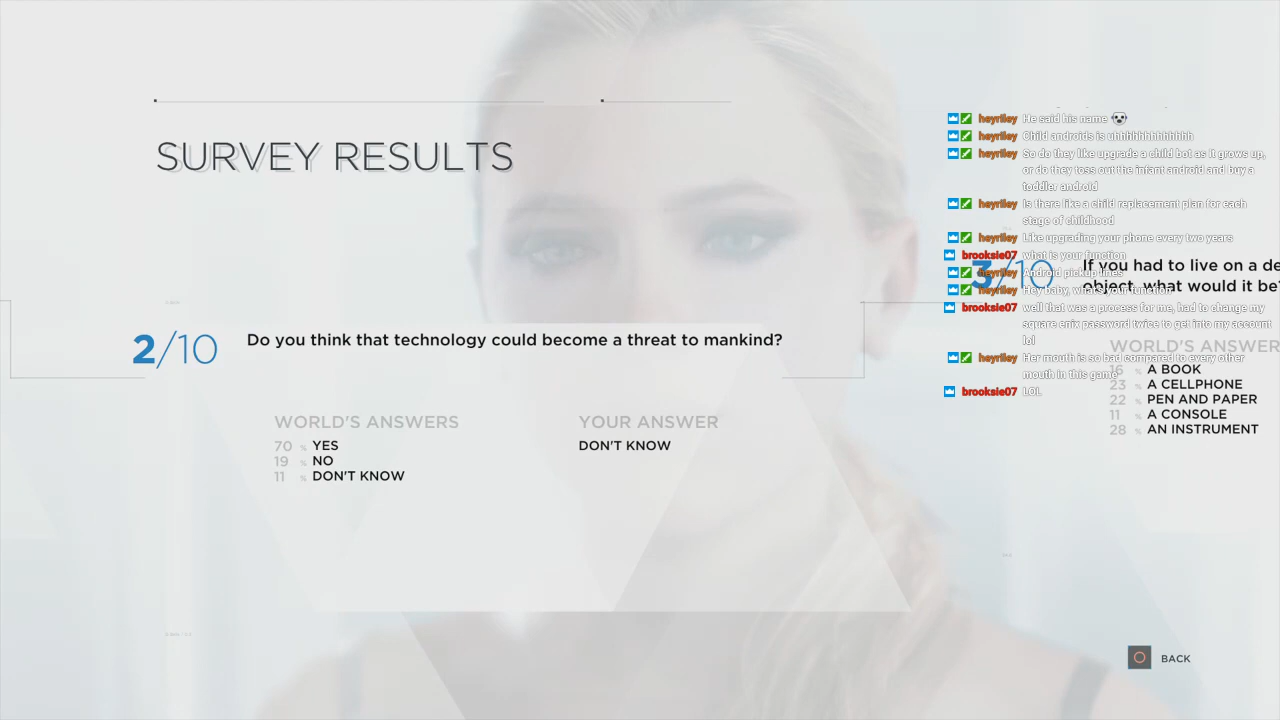 SURVEY RESULTS
2/10
Do you think that technology could become a threat to mankind?
WORLD'S ANSWERS
70 % YES
19 % NO
11 % DON'T KNOW
YOUR ANSWER
DON'T KNOW
heyriley He said his name
heyriley Child androids is uhhhhhhhhhhhhh
heyriley So do they like upgrade a child bot as it grows up,
or do they toss out the infant android and buy a
toddler android
heyriley Is there like a child replacement plan for each
stage of childhood
heyriley Like upgrading your phone every two years
brooksie07 what is your function
heyriley Android pickup lines
heyriley Hey baby, what's your function
brooksie07 well that was a process for me, had to change my
square enix password twice to get into my account
lol
heyriley Her mouth is so bad compared to every other
mouth in this game
brooksie07 LOL
3/10
If you had to live on a de
object, what would it be?
WORLD'S ANSWER
16 % A BOOK
23 % A CELLPHONE
22 % PEN AND PAPER
11 % A CONSOLE
28 % AN INSTRUMENT
BACK